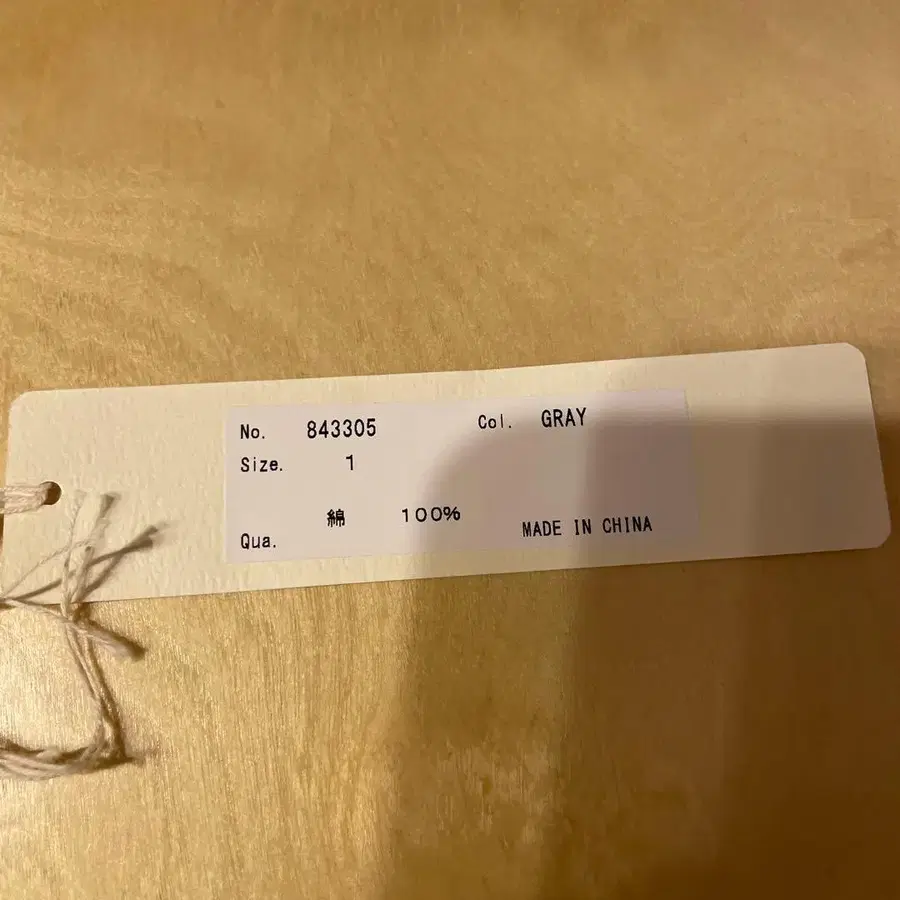 No. 843305 Col. GRAY
Size. 1
綿 100%
Qua. MADE IN CHINA